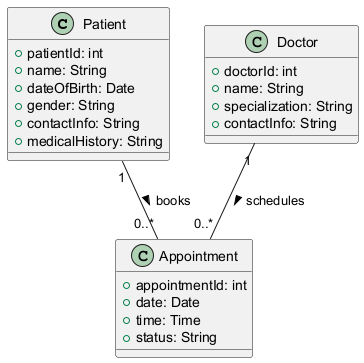 C Patient
patientId: int
name: String
dateOfBirth: Date
gender: String
contactInfo: String
medicalHistory: String
C Doctor
doctorId: int
name: String
specialization: String
contactInfo: String
1
1
books
schedules
0..*
0..*
C Appointment
appointmentId: int
date: Date
time: Time
status: String